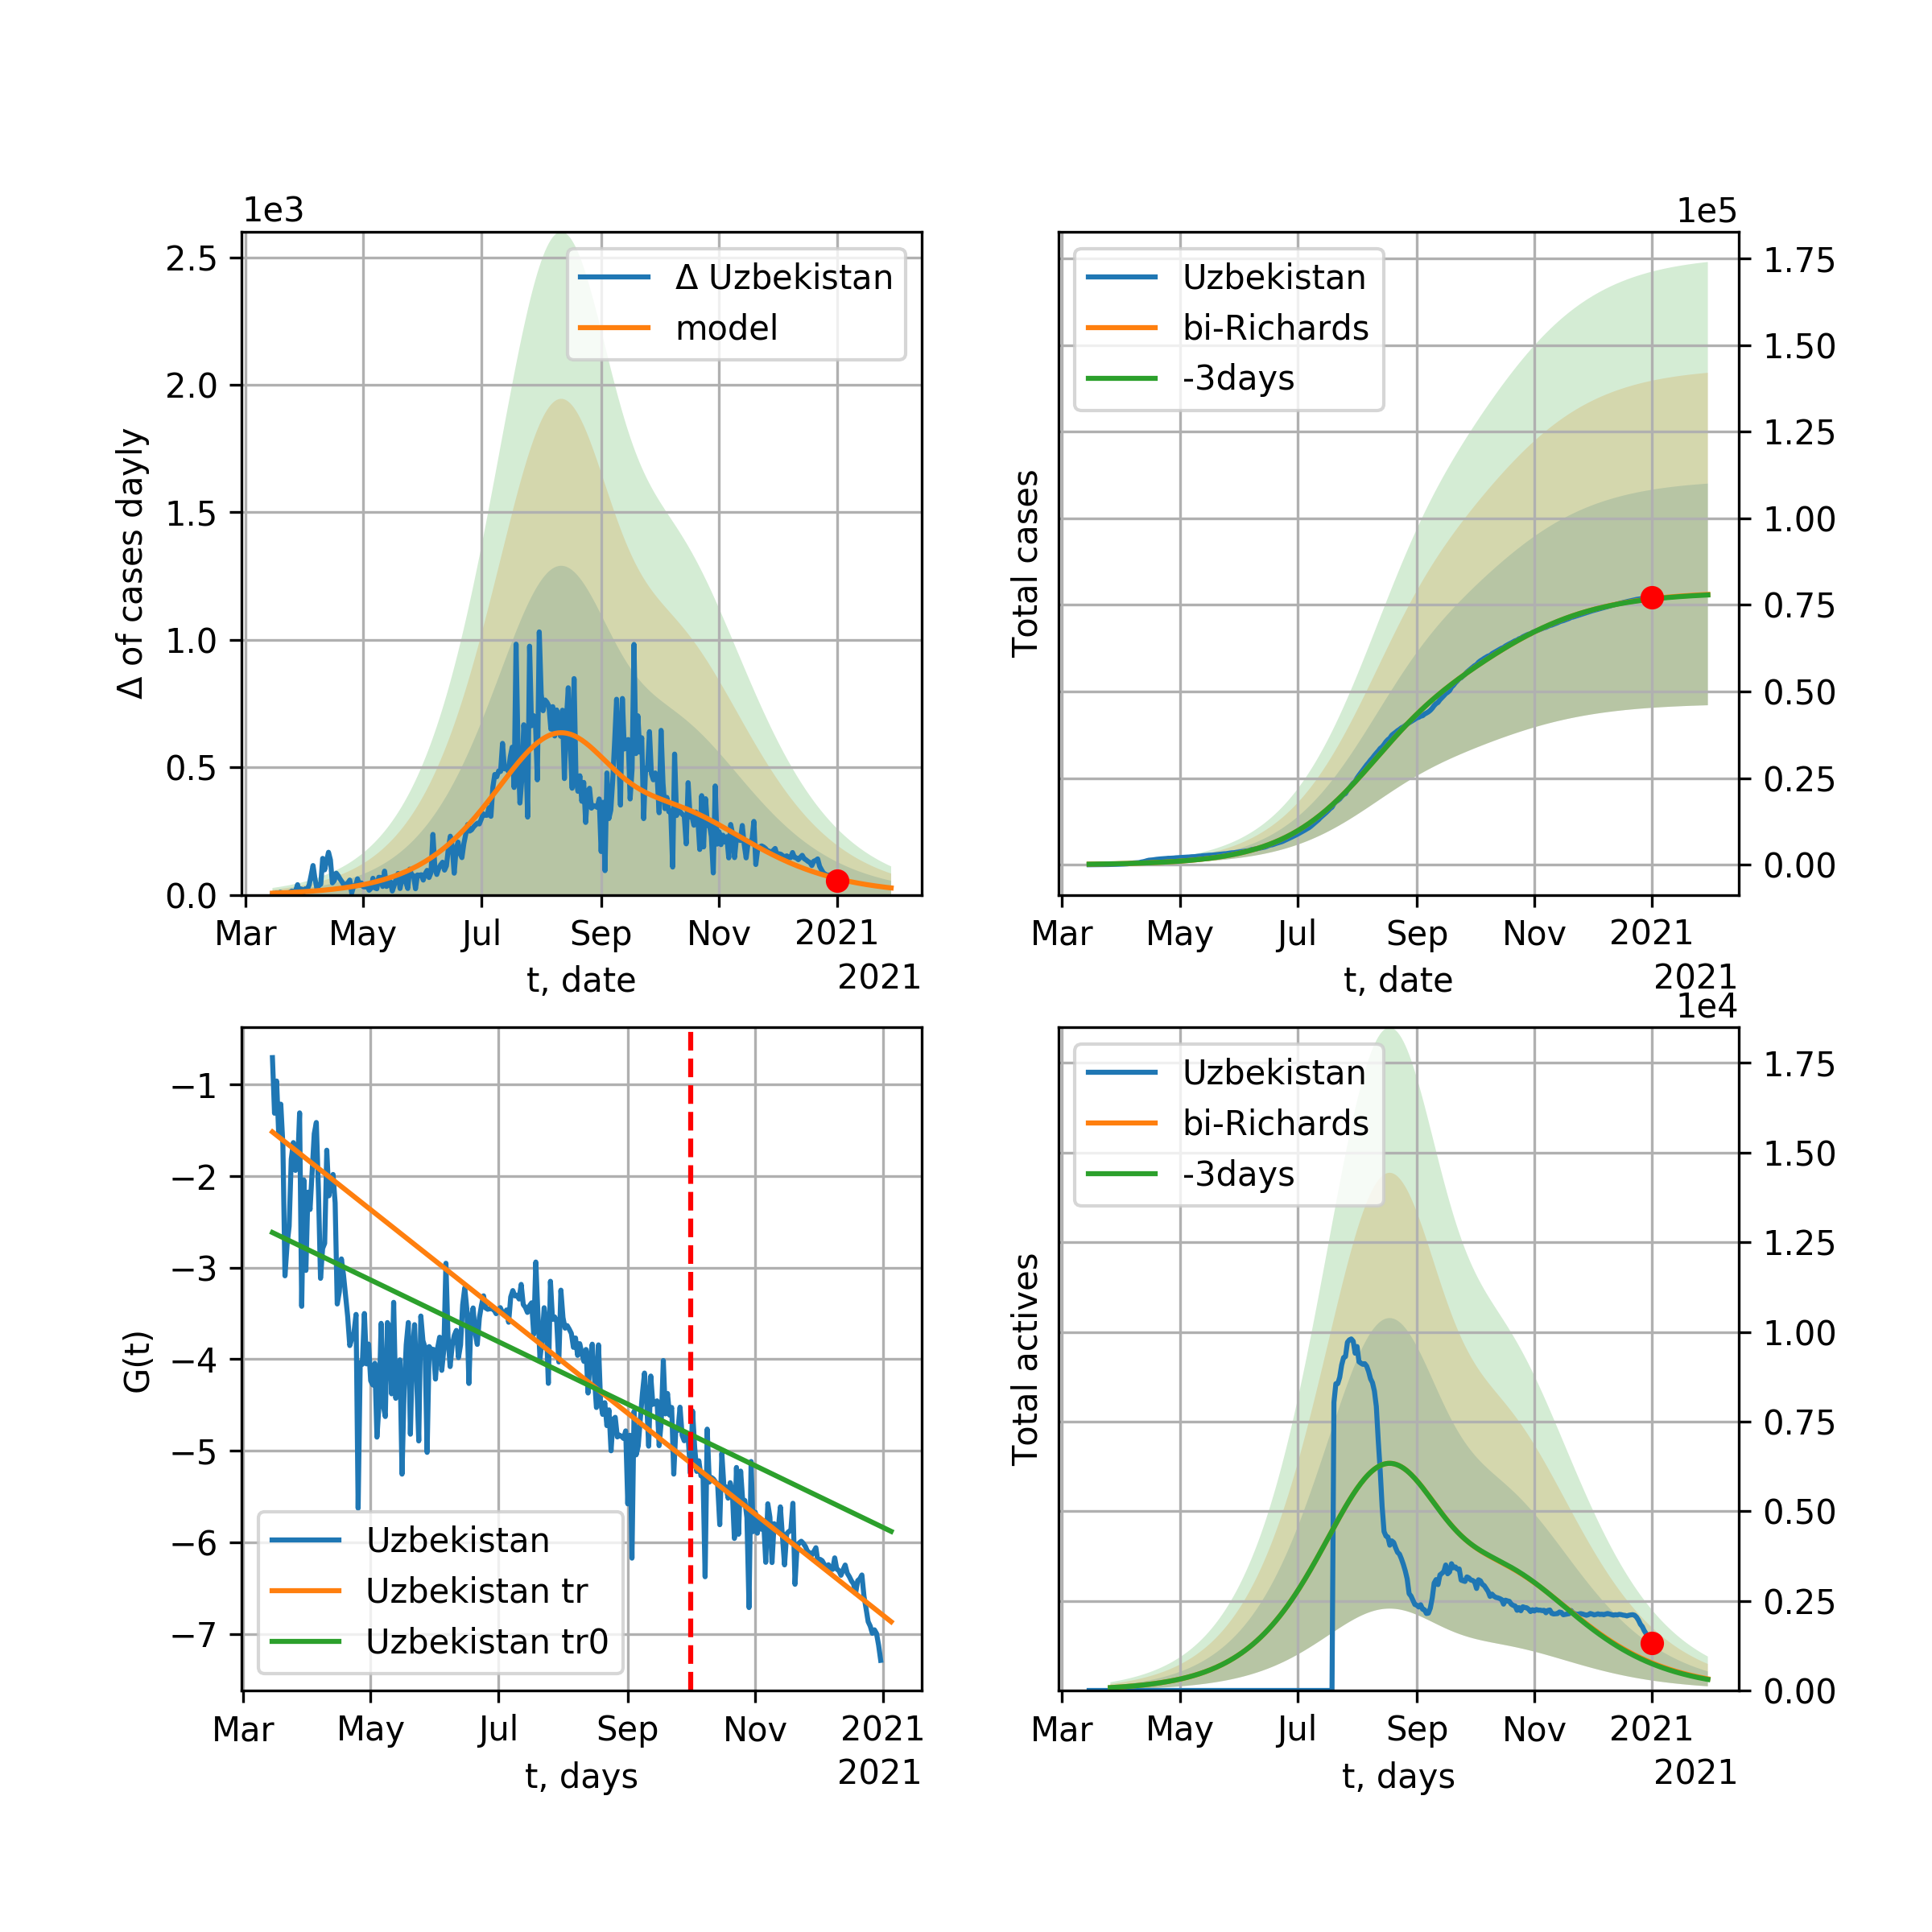 1e3
2.5
2.0
1.5
1.0
0.5
0.0
Δ of cases dayly
Δ Uzbekistan
model
Mar May Jul Sep Nov 2021
t, date
2021
1e5
Uzbekistan
bi-Richards
-3days
Total cases
1.75
1.50
1.25
1.00
0.75
0.50
0.25
0.00
Mar May Jul Sep Nov 2021
t, date
2021
−1
−2
−3
−4
−5
−6
−7
G(t)
Uzbekistan
Uzbekistan tr
Uzbekistan tr0
Mar May Jul Sep Nov 2021
t, days
2021
1e4
Uzbekistan
bi-Richards
-3days
Total actives
1.75
1.50
1.25
1.00
0.75
0.50
0.25
0.00
Mar May Jul Sep Nov 2021
t, days
2021